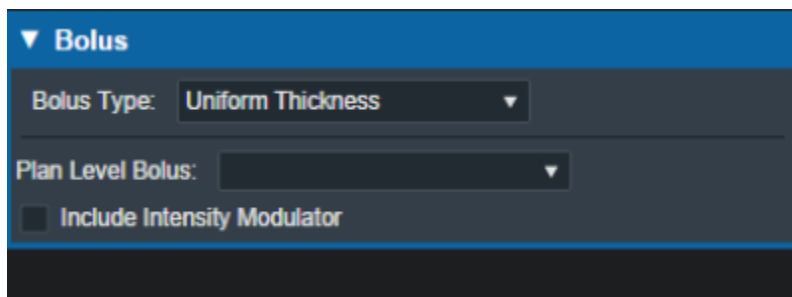 Bolus
Bolus Type: Uniform Thickness
Plan Level Bolus:
Include Intensity Modulator